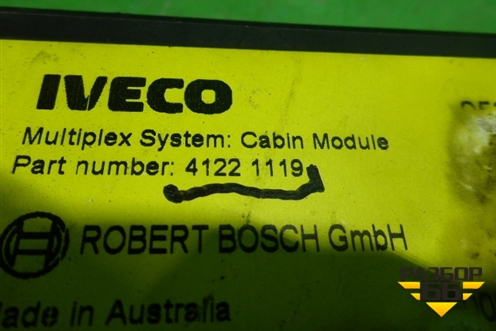 IVECO
Multiplex System: Cabin Module
Part number: 4122 1119
ROBERT BOSCH GmbH
Made in Australia
РАЗБОР
66